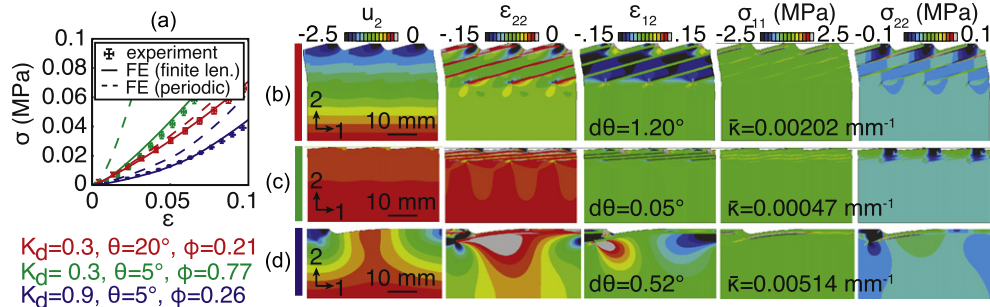 (a)
0.1
0.08
0.06
0.04
0.02
0
σ (MPa)
experiment
FE (finite len.)
FE (periodic)
0 0.05 0.1
ε
K_d=0.3, θ=20°, ϕ=0.21
K_d= 0.3, θ=5°, ϕ=0.77
K_d=0.9, θ=5°, ϕ=0.26
u₂ ε₂₂ ε₁₂ σ₁₁ (MPa) σ₂₂ (MPa)
-2.5 0 -.15 .15 -.15 .15 -2.5 2.5 -0.1 0.1
(b)
2
1
10 mm
dθ=1.20°
κ̄=0.00202 mm⁻¹
(c)
2
1
10 mm
dθ=0.05°
κ̄=0.00047 mm⁻¹
(d)
2
1
10 mm
dθ=0.52°
κ̄=0.00514 mm⁻¹